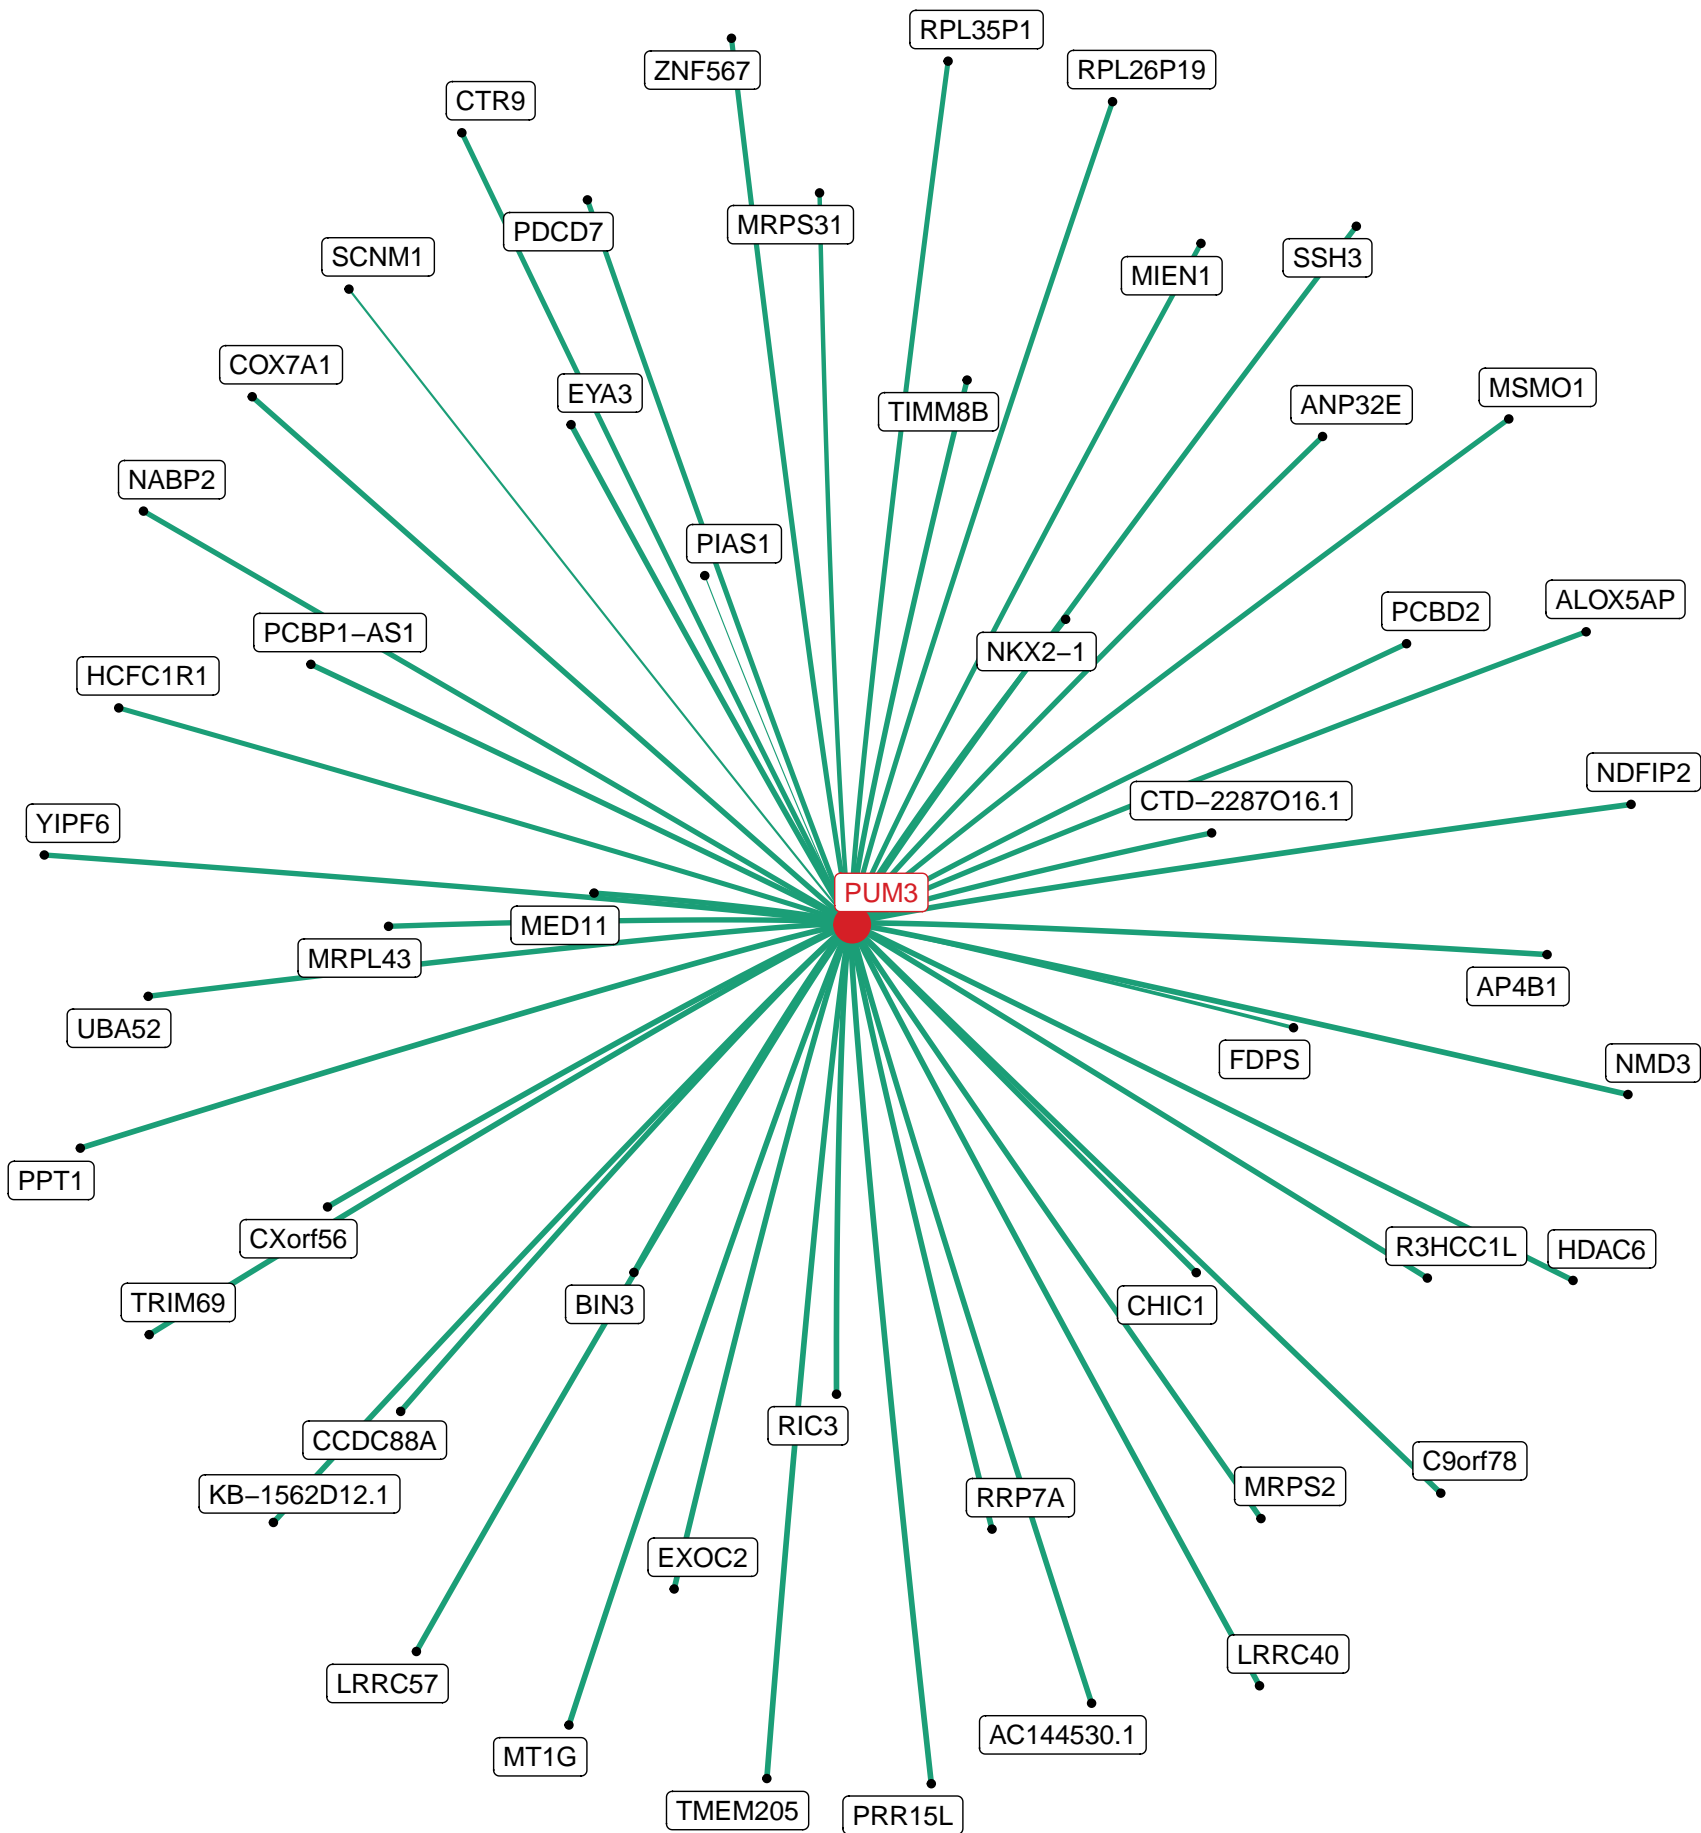 RPL35P1
ZNF567
RPL26P19
CTR9
MRPS31
PDCD7
SCNM1
SSH3
MIEN1
COX7A1
MSMO1
EYA3
ANP32E
TIMM8B
NABP2
PIAS1
ALOX5AP
PCBD2
PCBP1−AS1
NKX2−1
HCFC1R1
NDFIP2
CTD−2287O16.1
YIPF6
PUM3
MED11
MRPL43
AP4B1
UBA52
FDPS
NMD3
PPT1
CXorf56
R3HCC1L
HDAC6
TRIM69
BIN3
CHIC1
RIC3
CCDC88A
C9orf78
MRPS2
KB−1562D12.1
RRP7A
EXOC2
LRRC40
LRRC57
AC144530.1
MT1G
TMEM205
PRR15L